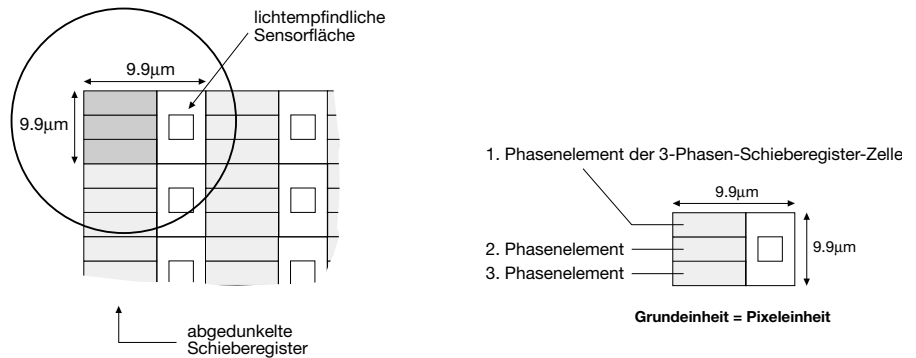 lichtempfindliche
Sensorfläche
9.9µm
9.9µm
abgedunkelte
Schieberegister
1. Phasenelement der 3-Phasen-Schieberegister-Zelle
9.9µm
2. Phasenelement
9.9µm
3. Phasenelement
Grundeinheit = Pixeleinheit